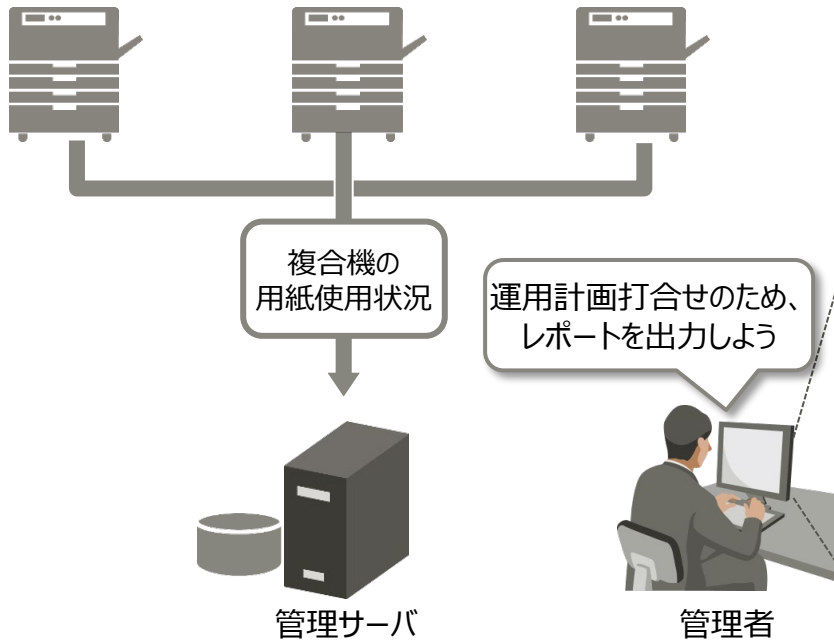 複合機の
用紙使用状況
運用計画打合せのため、
レポートを出力しよう
管理サーバ
管理者